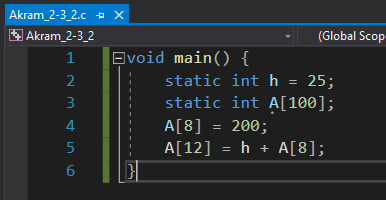 Akram_2-3_2.c
Akram_2-3_2 (Global Scop
1 void main() {
2 static int h = 25;
3 static int A[100];
4 A[8] = 200;
5 A[12] = h + A[8];
6 }